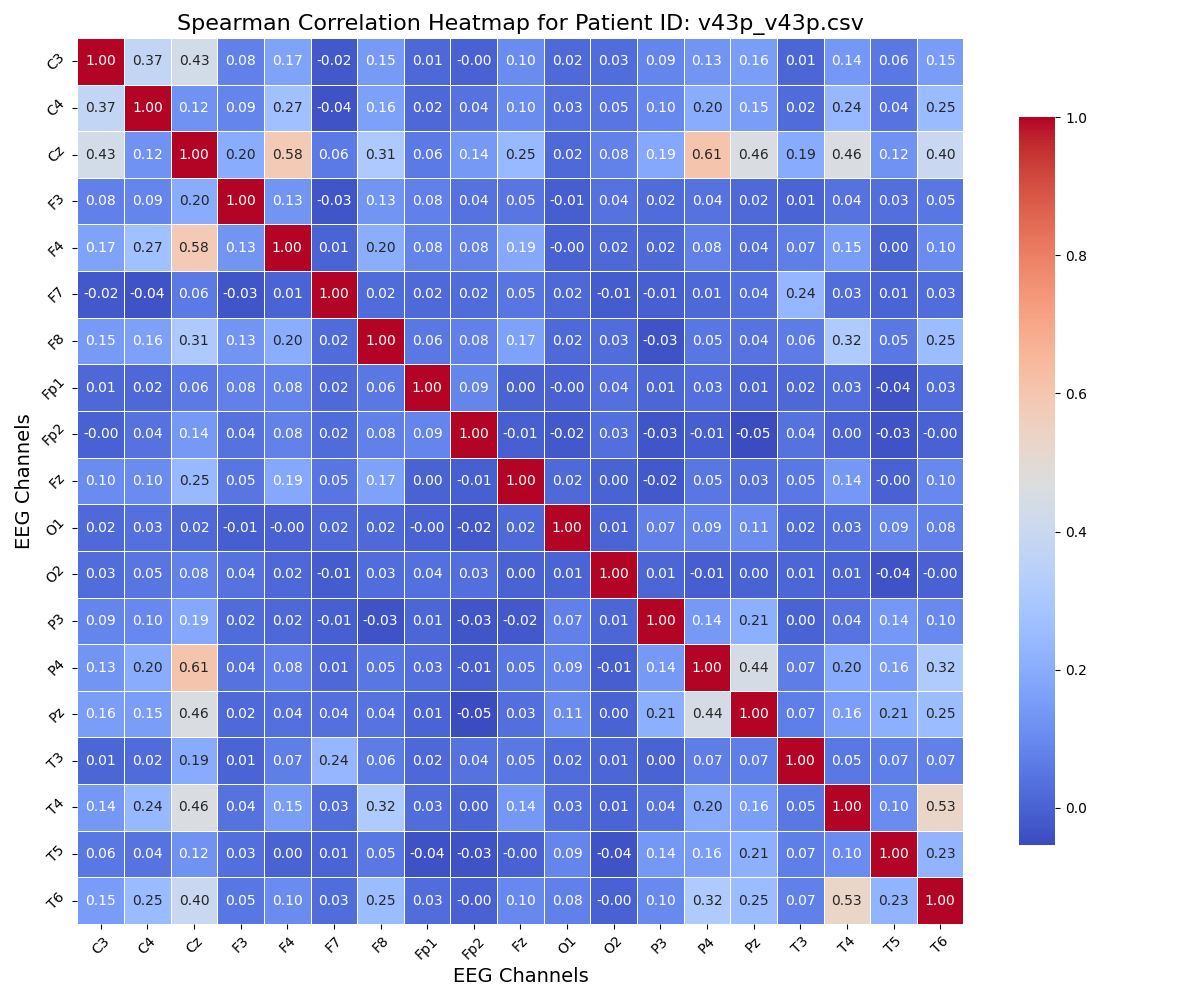 Spearman Correlation Heatmap for Patient ID: v43p_v43p.csv
C3 1.00 0.37 0.43 0.08 0.17 -0.02 0.15 0.01 -0.00 0.10 0.02 0.03 0.09 0.13 0.16 0.01 0.14 0.06 0.15
C4 0.37 1.00 0.12 0.09 0.27 -0.04 0.16 0.02 0.04 0.10 0.03 0.05 0.10 0.20 0.15 0.02 0.24 0.04 0.25
Cz 0.43 0.12 1.00 0.20 0.58 0.06 0.31 0.06 0.14 0.25 0.02 0.08 0.19 0.61 0.46 0.19 0.46 0.12 0.40
F3 0.08 0.09 0.20 1.00 0.13 -0.03 0.13 0.08 0.04 0.05 -0.01 0.04 0.02 0.04 0.02 0.01 0.04 0.03 0.05
F4 0.17 0.27 0.58 0.13 1.00 0.01 0.20 0.08 0.08 0.19 -0.00 0.02 0.02 0.08 0.04 0.07 0.15 0.00 0.10
F7 -0.02 -0.04 0.06 -0.03 0.01 1.00 0.02 0.02 0.02 0.05 0.02 -0.01 -0.01 0.01 0.04 0.24 0.03 0.01 0.03
F8 0.15 0.16 0.31 0.13 0.20 0.02 1.00 0.06 0.08 0.17 0.02 0.03 -0.03 0.05 0.04 0.06 0.32 0.05 0.25
Fp1 0.01 0.02 0.06 0.08 0.08 0.02 0.06 1.00 0.09 0.00 -0.00 0.04 0.01 0.03 0.01 0.02 0.03 -0.04 0.03
Fp2 -0.00 0.04 0.14 0.04 0.08 0.02 0.08 0.09 1.00 -0.01 -0.02 0.03 -0.03 -0.01 -0.05 0.04 0.00 -0.03 -0.00
Fz 0.10 0.10 0.25 0.05 0.19 0.05 0.17 0.00 -0.01 1.00 0.02 0.00 -0.02 0.05 0.03 0.05 0.14 -0.00 0.10
O1 0.02 0.03 0.02 -0.01 -0.00 0.02 0.02 -0.00 -0.02 0.02 1.00 0.01 0.07 0.09 0.11 0.02 0.03 0.09 0.08
O2 0.03 0.05 0.08 0.04 0.02 -0.01 0.03 0.04 0.03 0.00 0.01 1.00 0.01 -0.01 0.00 0.01 0.01 -0.04 -0.00
P3 0.09 0.10 0.19 0.02 0.02 -0.01 -0.03 0.01 -0.03 -0.02 0.07 0.01 1.00 0.14 0.21 0.00 0.04 0.14 0.10
P4 0.13 0.20 0.61 0.04 0.08 0.01 0.05 0.03 -0.01 0.05 0.09 -0.01 0.14 1.00 0.44 0.07 0.20 0.16 0.32
Pz 0.16 0.15 0.46 0.02 0.04 0.04 0.04 0.01 -0.05 0.03 0.11 0.00 0.21 0.44 1.00 0.07 0.16 0.21 0.25
T3 0.01 0.02 0.19 0.01 0.07 0.24 0.06 0.02 0.04 0.05 0.02 0.01 0.00 0.07 0.07 1.00 0.05 0.07 0.07
T4 0.14 0.24 0.46 0.04 0.15 0.03 0.32 0.03 0.00 0.14 0.03 0.01 0.04 0.20 0.16 0.05 1.00 0.10 0.53
T5 0.06 0.04 0.12 0.03 0.00 0.01 0.05 -0.04 -0.03 -0.00 0.09 -0.04 0.14 0.16 0.21 0.07 0.10 1.00 0.23
T6 0.15 0.25 0.40 0.05 0.10 0.03 0.25 0.03 -0.00 0.10 0.08 -0.00 0.10 0.32 0.25 0.07 0.53 0.23 1.00
C3 C4 Cz F3 F4 F7 F8 Fp1 Fp2 Fz O1 O2 P3 P4 Pz T3 T4 T5 T6
EEG Channels
EEG Channels
1.0
0.8
0.6
0.4
0.2
0.0